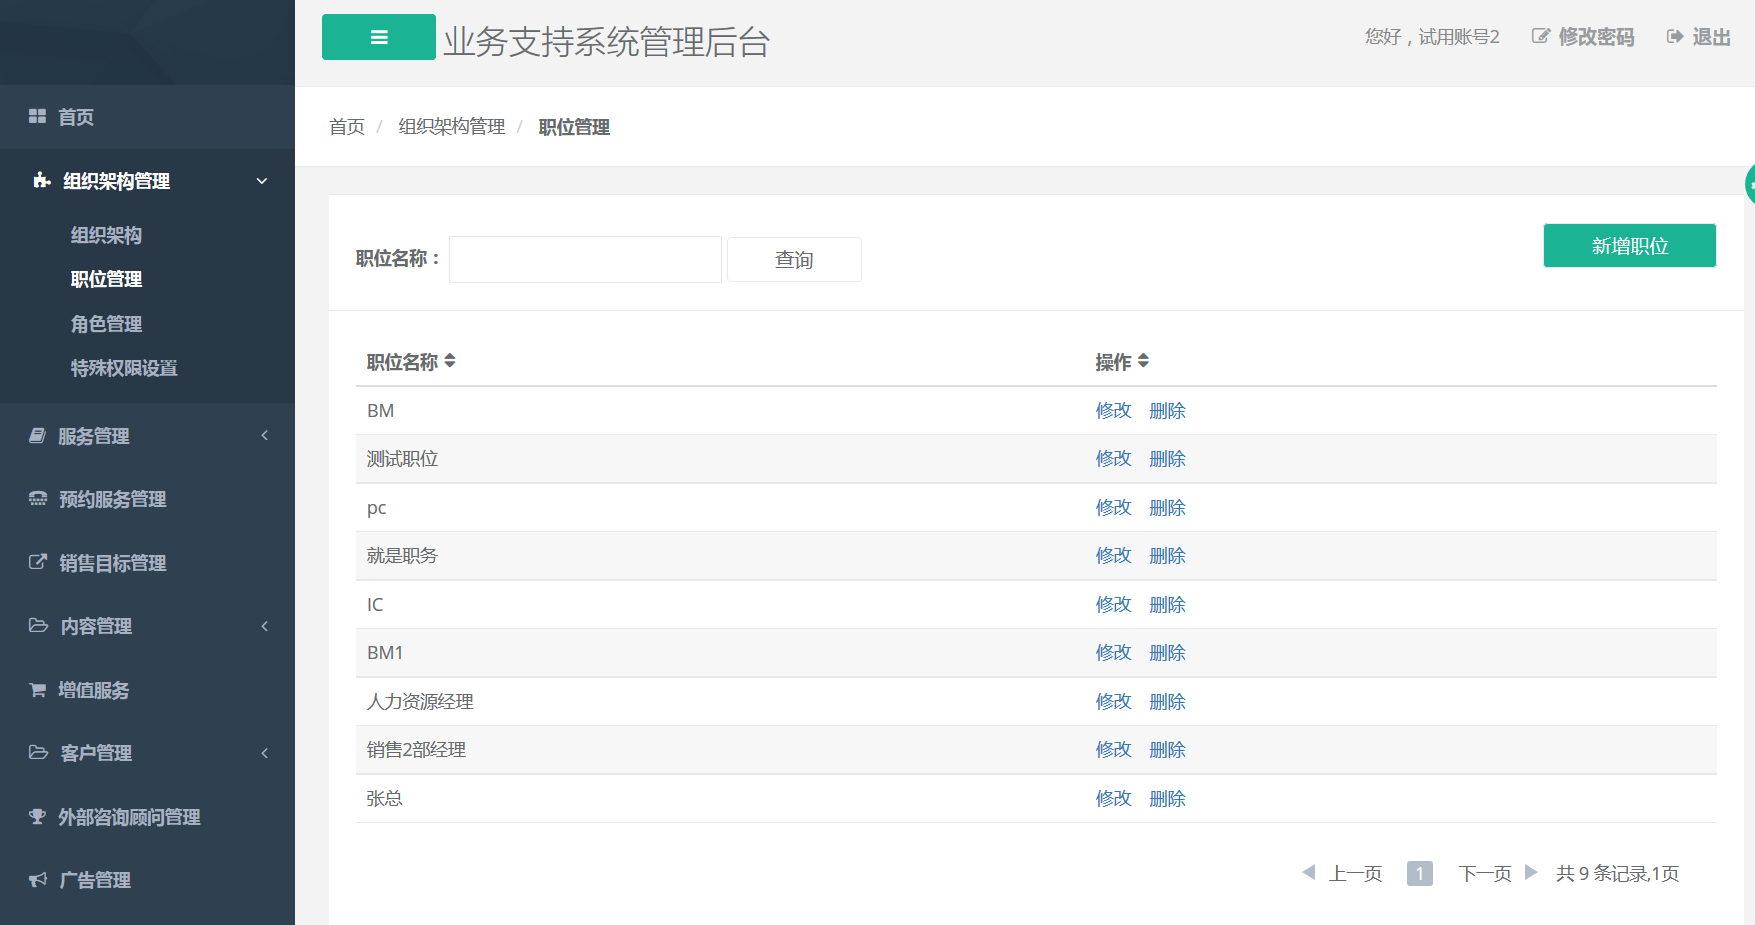 业务支持系统管理后台
您好，试用账号2 修改密码 退出
首页
组织架构管理
组织架构
职位管理
角色管理
特殊权限设置
服务管理
预约服务管理
销售目标管理
内容管理
增值服务
客户管理
外部咨询顾问管理
广告管理
首页 / 组织架构管理 / 职位管理
职位名称： 查询 新增职位
职位名称 操作
BM 修改 删除
测试职位 修改 删除
pc 修改 删除
就是职务 修改 删除
IC 修改 删除
BM1 修改 删除
人力资源经理 修改 删除
销售2部经理 修改 删除
张总 修改 删除
上一页 1 下一页 共 9 条记录,1页